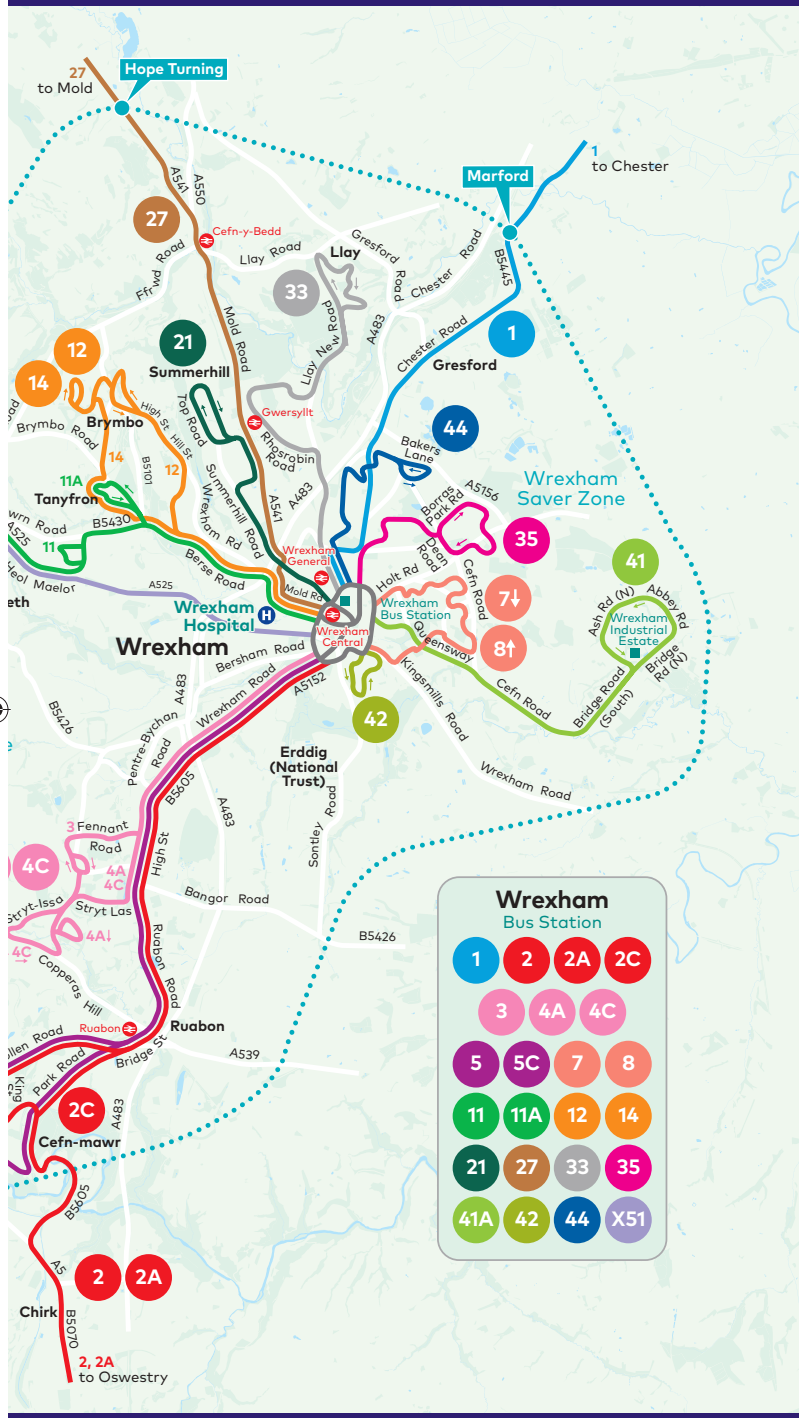 27
to Mold
Hope Turning
1
to Chester
Marford
A541
A550
27
Cefn-y-Bedd
Ffrwd Road
Llay Road
Llay
Gresford Road
Chester Road
B5445
33
Mold Road
Llay New Road
A483
Chester Road
1
Gresford
12
14
21
Summerhill
Brymbo
Top Road
High St
Hill St
Gwersyllt
Rhosrobin
Road
44
Bakers
Lane
Brymbo Road
14
B5101
12
11A
Tanyfron
Summerhill Road
Wrexham Rd
A541
A483
Borras
Park Rd
A5156
Wrexham
Saver Zone
35
wrn Road
B5430
A525
11
Heol Maelor
A525
eth
Berse Road
Wrexham
General
Mold Rd
Holt Rd
Dean
Road
Cefn Road
7↓
8↑
41
Ash Rd (N)
Abbey Rd
Wrexham
Industrial
Estate
Bridge
Rd (N)
Bridge Road
(South)
Wrexham
Hospital
H
Wrexham
Bus Station
Wrexham
Central
Queensway
Wrexham
Bersham Road
Cefn Road
Kingsmills Road
A5152
Wrexham Road
A483
B5426
42
Erddig
(National
Trust)
Pentre-Bychan
Road
B5605
Wrexham Road
Sontley Road
A483
3
Fennant
Road
4C
4A
4C
High St
Stryt-Issa
Stryt Las
4A↓
4C
→
Bangor Road
B5426
Copperas Hill
Ruabon Road
Ruabon
Ruabon
Bridge St
A539
llen Road
Park Road
King St
2C
Cefn-mawr
A483
B5605
A5
2
2A
Chirk
B5070
2, 2A
to Oswestry
Wrexham
Bus Station
1 2 2A 2C
3 4A 4C
5 5C 7 8
11 11A 12 14
21 27 33 35
41A 42 44 X51